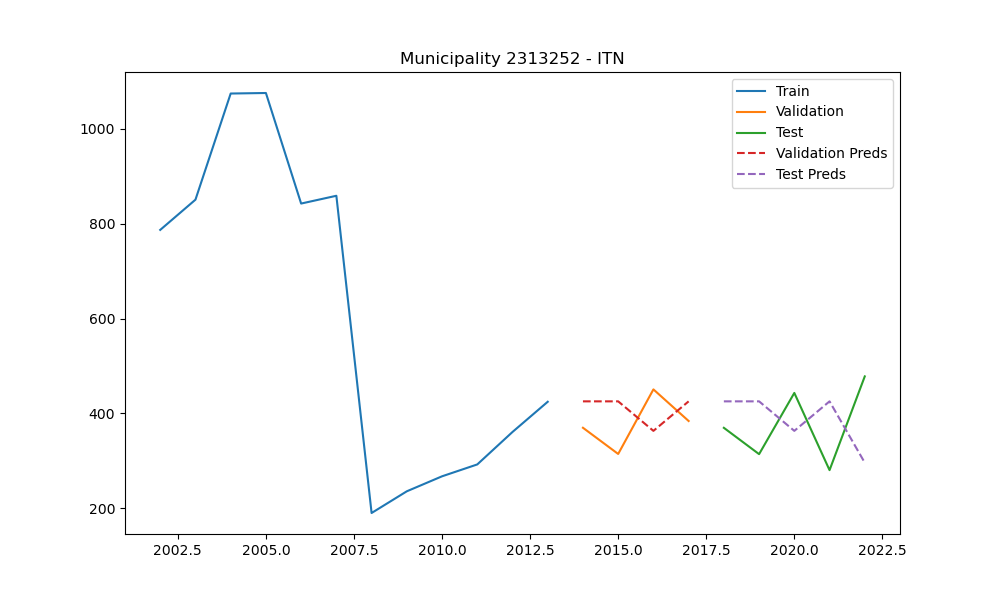 Municipality 2313252 - ITN
Train
Validation
Test
Validation Preds
Test Preds
1000
800
600
400
200
2002.5 2005.0 2007.5 2010.0 2012.5 2015.0 2017.5 2020.0 2022.5